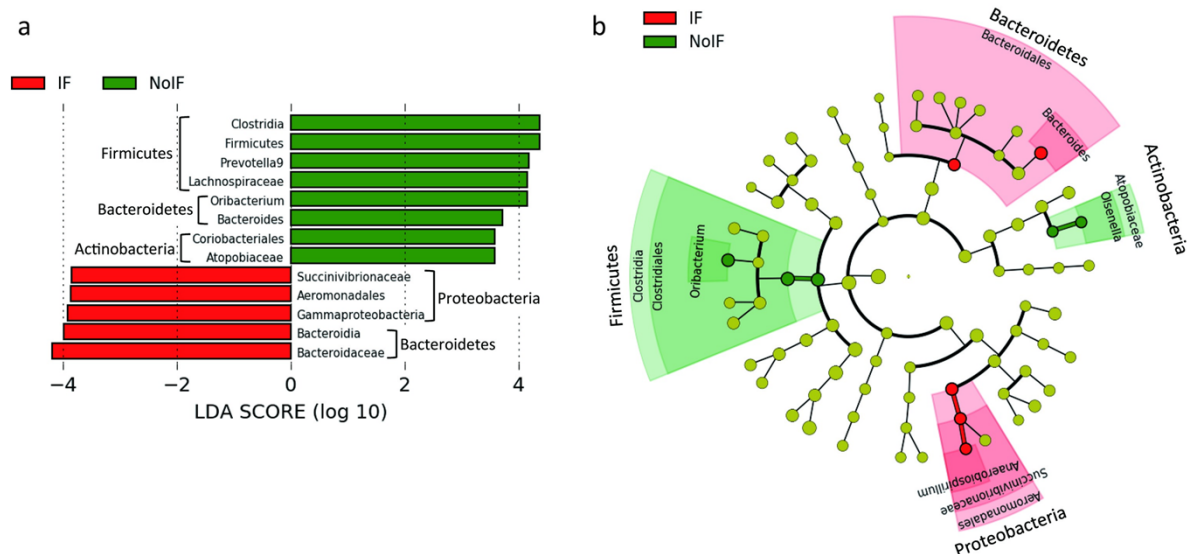 a
IF
NoIF
Clostridia
Firmicutes
Prevotella9
Lachnospiraceae
Firmicutes
Oribacterium
Bacteroides
Bacteroidetes
Coriobacteriales
Atopobiaceae
Actinobacteria
Succinivibrionaceae
Aeromonadales
Gammaproteobacteria
Proteobacteria
Bacteroidia
Bacteroidaceae
Bacteroidetes
−4 −2 0 2 4
LDA SCORE (log 10)
b
IF
NoIF
Bacteroidetes
Bacteroidales
Bacteroides
Actinobacteria
Atopobiaceae
Olsenella
Firmicutes
Clostridia
Clostridiales
Oribacterium
Anaerobiospirillum
Succinivibrionaceae
Aeromonadales
Proteobacteria